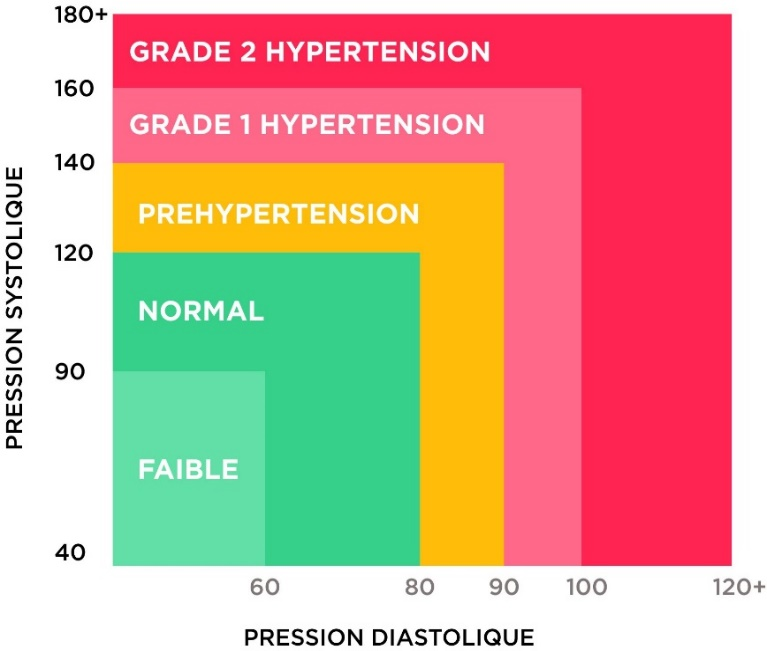 180+
GRADE 2 HYPERTENSION
160
GRADE 1 HYPERTENSION
140
PREHYPERTENSION
120
NORMAL
90
FAIBLE
40
PRESSION SYSTOLIQUE
60 80 90 100 120+
PRESSION DIASTOLIQUE